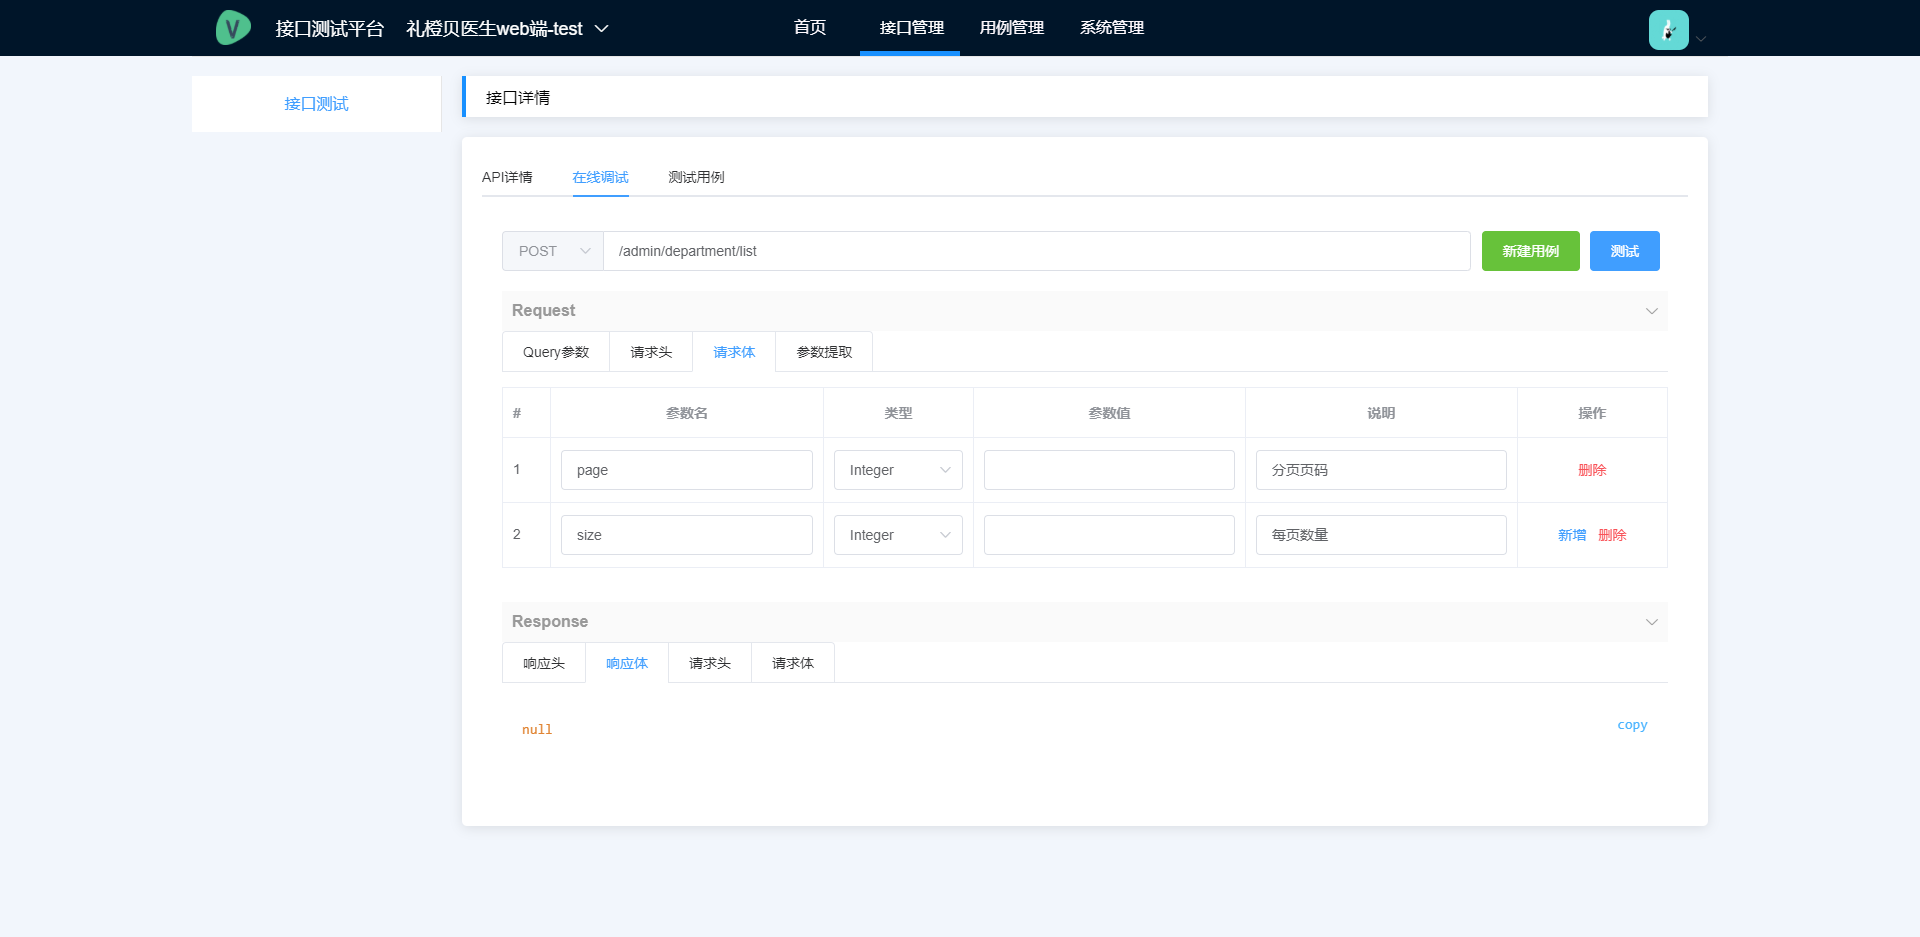 V 接口测试平台 礼橙贝医生web端-test 首页 接口管理 用例管理 系统管理
接口测试
接口详情
API详情 在线调试 测试用例
POST /admin/department/list 新建用例 测试
Request
Query参数 请求头 请求体 参数提取
# 参数名 类型 参数值 说明 操作
1 page Integer 分页页码 删除
2 size Integer 每页数量 新增 删除
Response
响应头 响应体 请求头 请求体
null copy